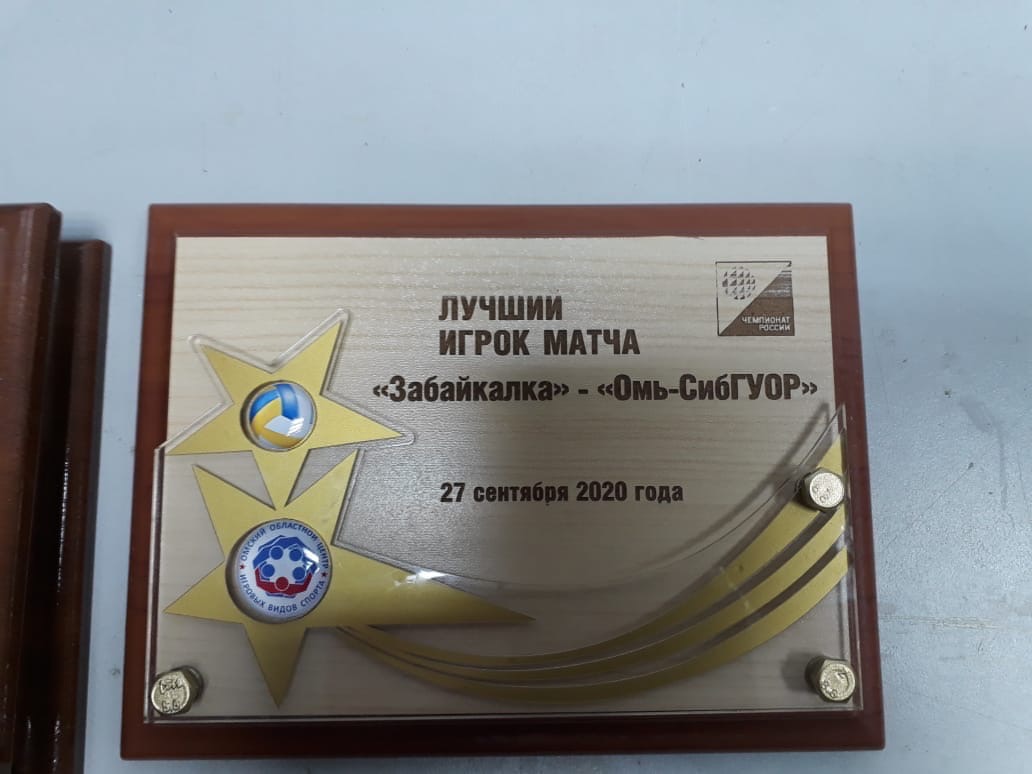 ЛУЧШИЙ
ИГРОК МАТЧА
ЧЕМПИОНАТ
РОССИИ
«Забайкалка» - «Омь-СибГУОР»
27 сентября 2020 года
ОМСКИЙ ОБЛАСТНОЙ ЦЕНТР
ИГРОВЫХ ВИДОВ СПОРТА